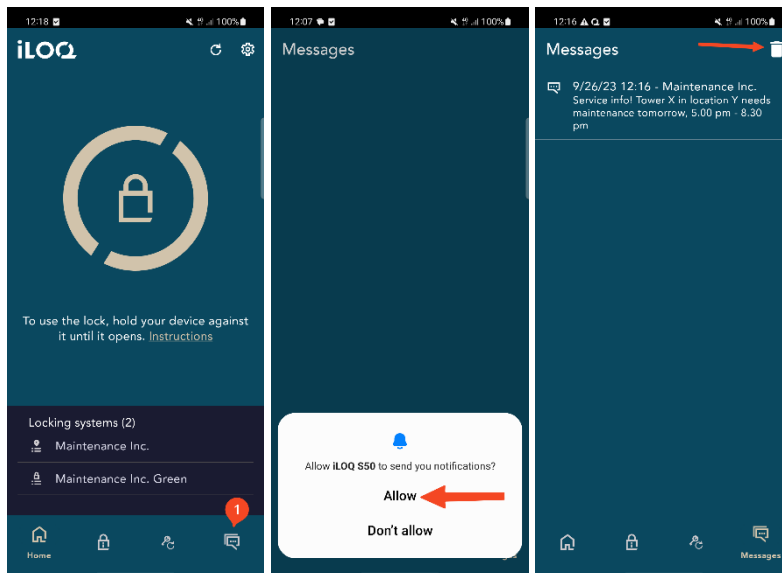 12:18
100%
iLOQ
To use the lock, hold your device against
it until it opens. Instructions
Locking systems (2)
Maintenance Inc.
Maintenance Inc. Green
1
Home
12:07
100%
Messages
Allow iLOQ S50 to send you notifications?
Allow
Don't allow
12:16
100%
Messages
9/26/23 12:16 - Maintenance Inc.
Service info! Tower X in location Y needs
maintenance tomorrow, 5.00 pm - 8.30
pm
Messages